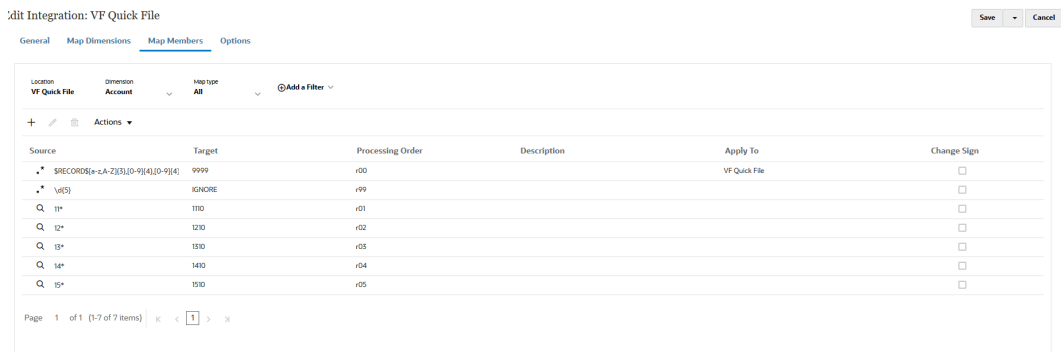 Edit Integration: VF Quick File
Save Cancel
General Map Dimensions Map Members Options
Location Dimension Map type
VF Quick File Account All Add a Filter
Actions
Source Target Processing Order Description Apply To Change Sign
.* $RECORD${a-z,A-Z]{3},[0-9]{4},[0-9]{4] 9999 r00 VF Quick File
.* \d{5} IGNORE r99
11* 1110 r01
12* 1210 r02
13* 1310 r03
14* 1410 r04
15* 1510 r05
Page 1 of 1 (1-7 of 7 items) 1